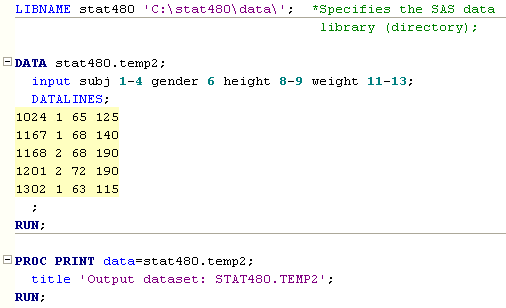 LIBNAME stat480 'C:\stat480\data\';  *Specifies the SAS data
library (directory);
DATA stat480.temp2;
input subj 1-4 gender 6 height 8-9 weight 11-13;
DATALINES;
1024 1 65 125
1167 1 68 140
1168 2 68 190
1201 2 72 190
1302 1 63 115
;
RUN;
PROC PRINT data=stat480.temp2;
title 'Output dataset: STAT480.TEMP2';
RUN;